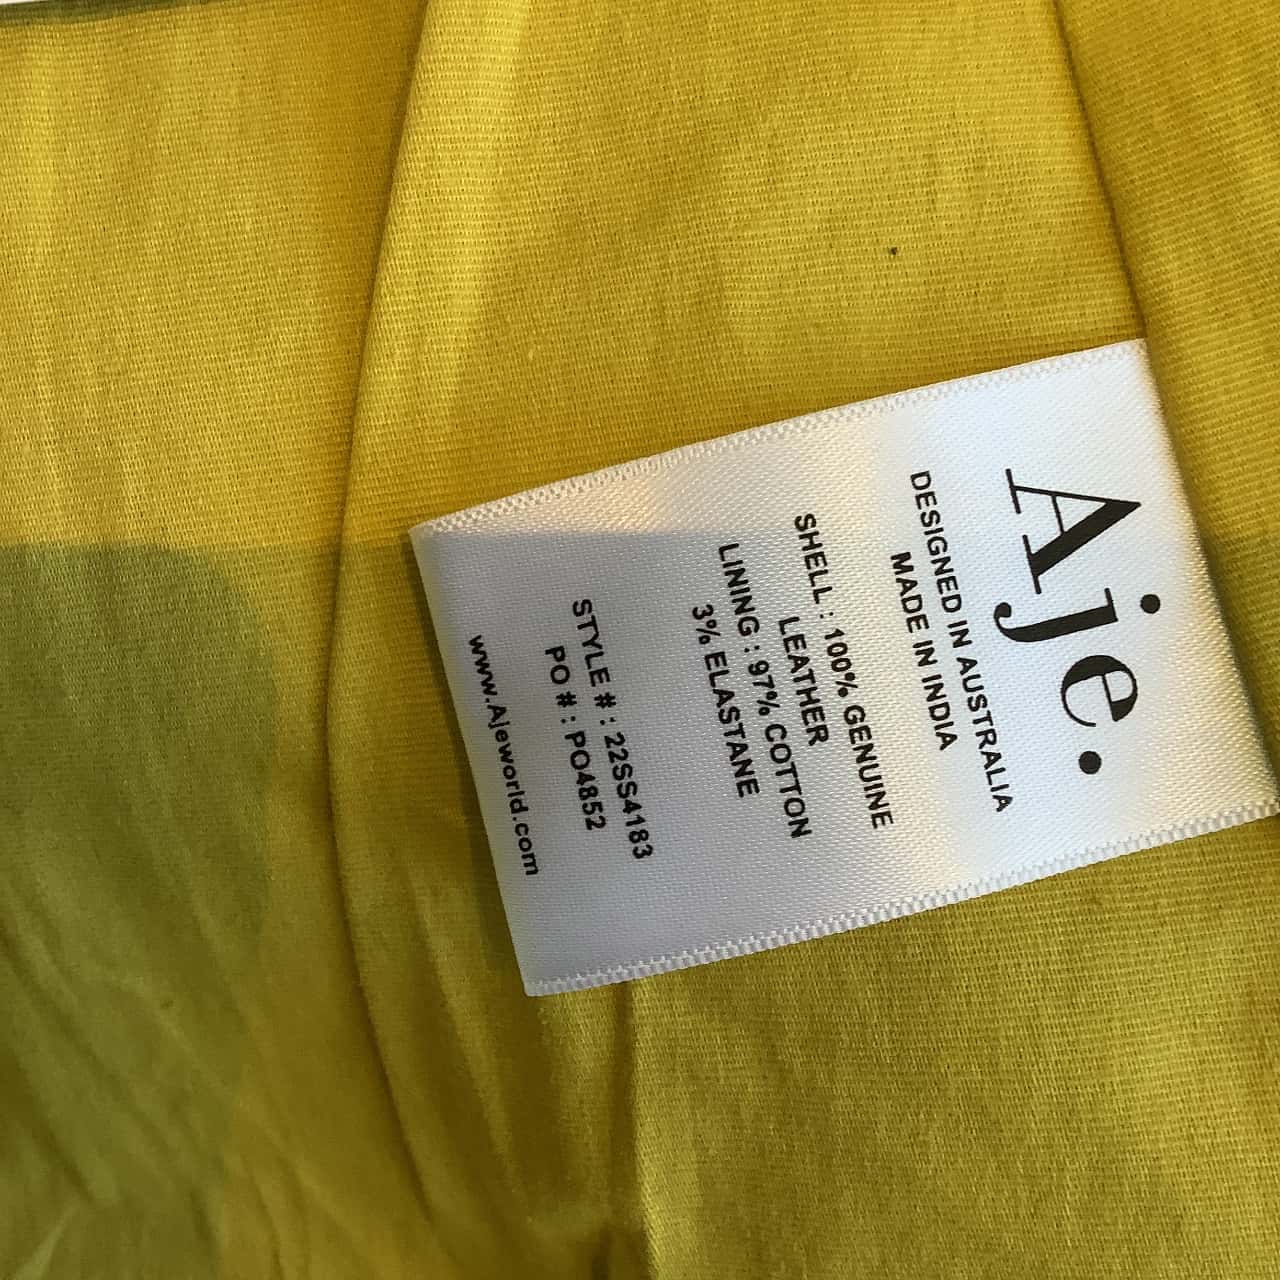 Aje.
DESIGNED IN AUSTRALIA
MADE IN INDIA
SHELL : 100% GENUINE
LEATHER
LINING : 97% COTTON
3% ELASTANE
STYLE # : 22SS4183
PO # : PO4852
www.Ajeworld.com